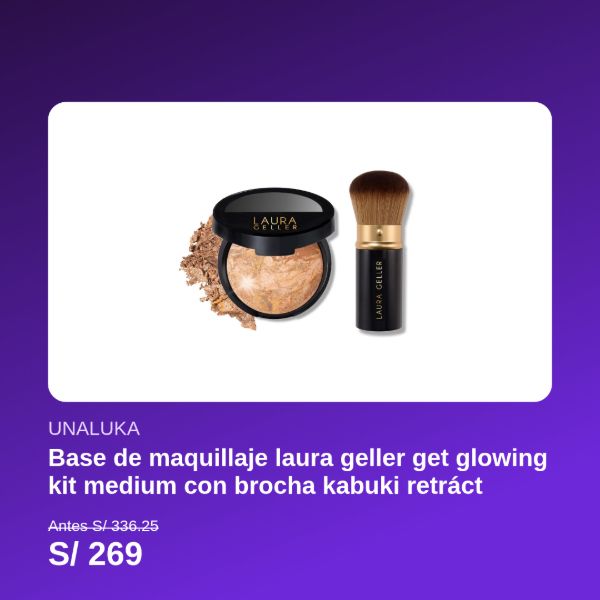 LAURA
GELLER
LAURA GELLER
UNALUKA
Base de maquillaje laura geller get glowing
kit medium con brocha kabuki retráct
Antes S/ 336.25
S/ 269